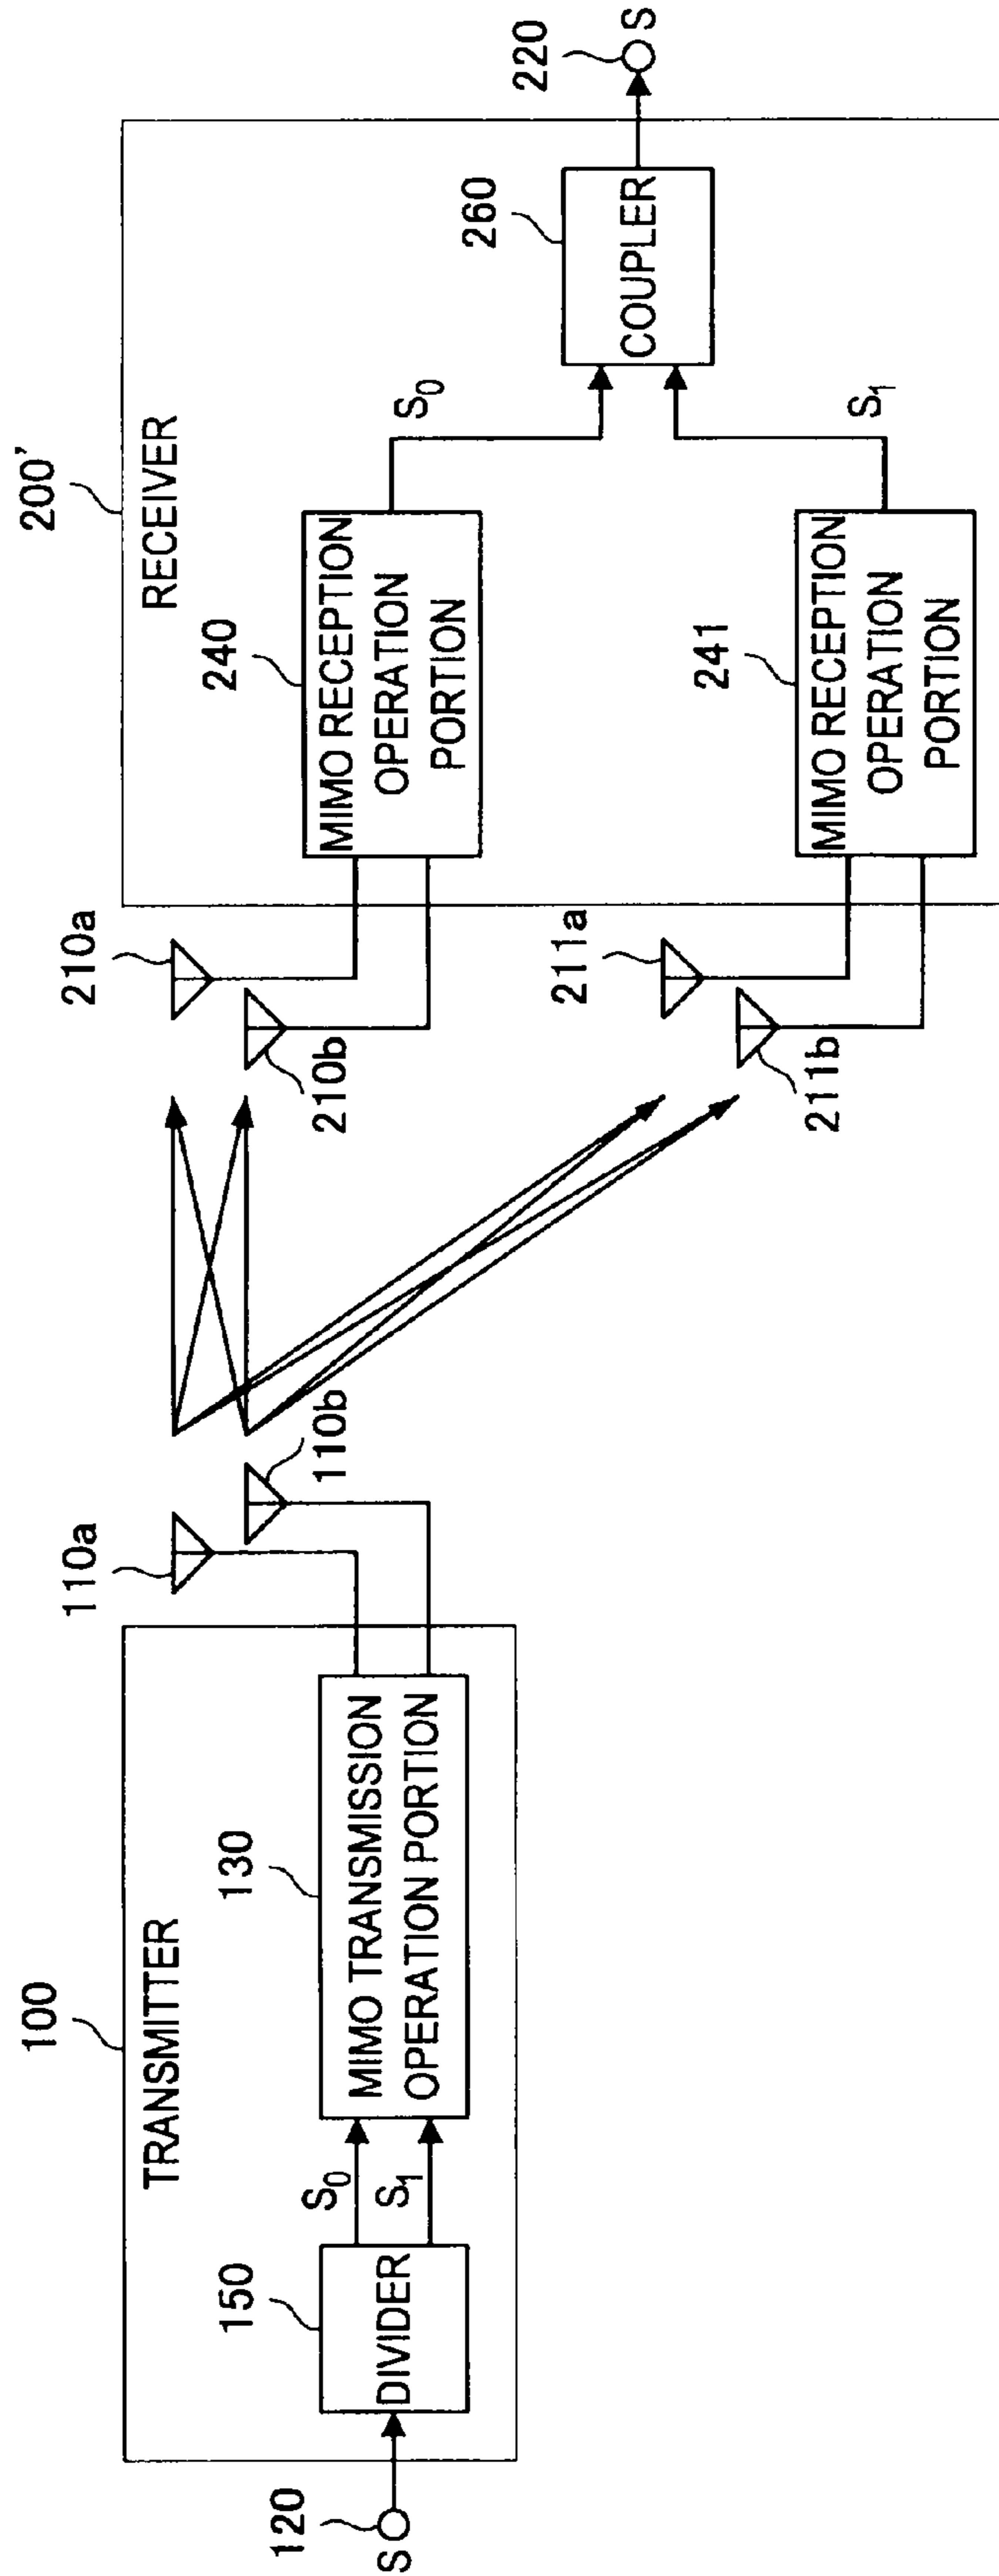 100
TRANSMITTER
120
S
150
DIVIDER
S0
S1
130
MIMO TRANSMISSION
OPERATION PORTION
110a
110b
200'
RECEIVER
210a
210b
240
MIMO RECEPTION
OPERATION
PORTION
S0
211a
211b
241
MIMO RECEPTION
OPERATION
PORTION
S1
260
COUPLER
220
S